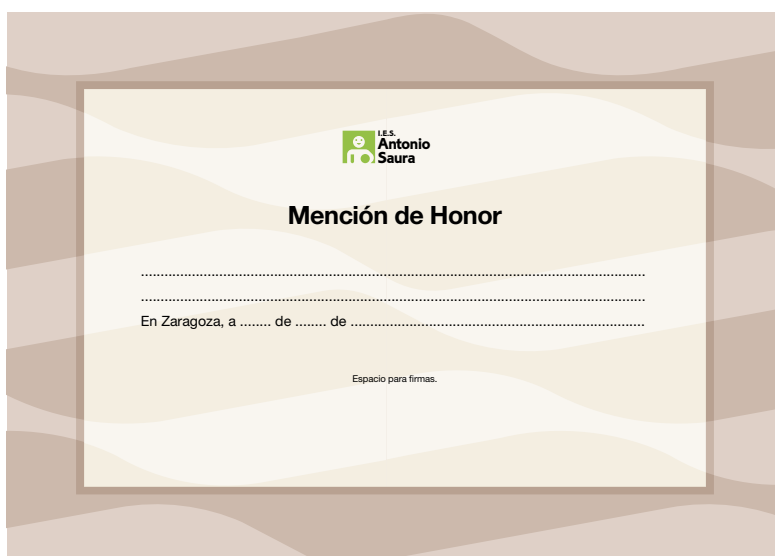 I.E.S.
Antonio
Saura
Mención de Honor
.................................................................................................................................
.................................................................................................................................
En Zaragoza, a ........ de ........ de ...........................................................................
Espacio para firmas.